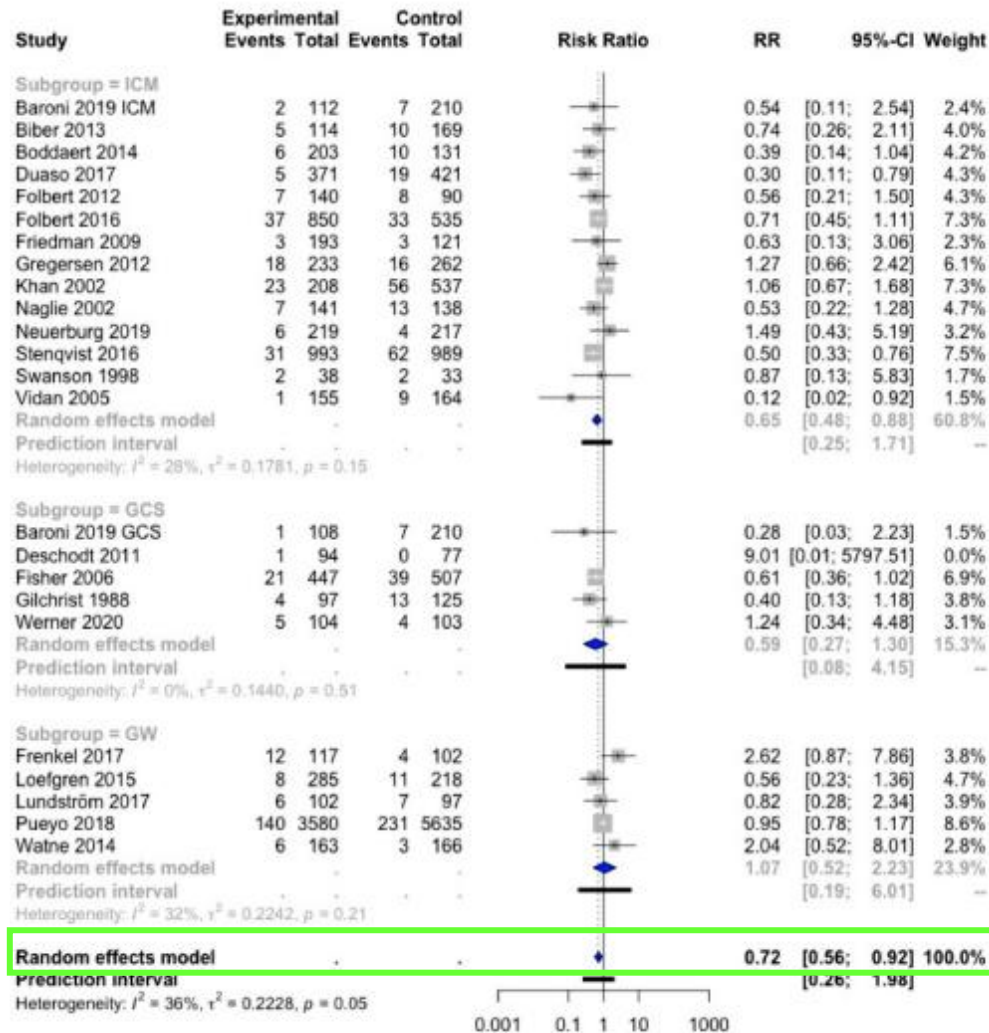 Experimental Control
Study Events Total Events Total Risk Ratio RR 95%-CI Weight
Subgroup = ICM
Baroni 2019 ICM 2 112 7 210 0.54 [0.11; 2.54] 2.4%
Biber 2013 5 114 10 169 0.74 [0.26; 2.11] 4.0%
Boddaert 2014 6 203 10 131 0.39 [0.14; 1.04] 4.2%
Duaso 2017 5 371 19 421 0.30 [0.11; 0.79] 4.3%
Folbert 2012 7 140 8 90 0.56 [0.21; 1.50] 4.3%
Folbert 2016 37 850 33 535 0.71 [0.45; 1.11] 7.3%
Friedman 2009 3 193 3 121 0.63 [0.13; 3.06] 2.3%
Gregersen 2012 18 233 16 262 1.27 [0.66; 2.42] 6.1%
Khan 2002 23 208 56 537 1.06 [0.67; 1.68] 7.3%
Naglie 2002 7 141 13 138 0.53 [0.22; 1.28] 4.7%
Neuerburg 2019 6 219 4 217 1.49 [0.43; 5.19] 3.2%
Stenqvist 2016 31 993 62 989 0.50 [0.33; 0.76] 7.5%
Swanson 1998 2 38 2 33 0.87 [0.13; 5.83] 1.7%
Vidan 2005 1 155 9 164 0.12 [0.02; 0.92] 1.5%
Random effects model . . 0.65 [0.48; 0.88] 60.8%
Prediction interval . . . . [0.25; 1.71] --
Heterogeneity: I² = 28%, τ² = 0.1781, p = 0.15
Subgroup = GCS
Baroni 2019 GCS 1 108 7 210 0.28 [0.03; 2.23] 1.5%
Deschodt 2011 1 94 0 77 9.01 [0.01; 5797.51] 0.0%
Fisher 2006 21 447 39 507 0.61 [0.36; 1.02] 6.9%
Gilchrist 1988 4 97 13 125 0.40 [0.13; 1.18] 3.8%
Werner 2020 5 104 4 103 1.24 [0.34; 4.48] 3.1%
Random effects model . . 0.59 [0.27; 1.30] 15.3%
Prediction interval . . . . [0.08; 4.15] --
Heterogeneity: I² = 0%, τ² = 0.1440, p = 0.51
Subgroup = GW
Frenkel 2017 12 117 4 102 2.62 [0.87; 7.86] 3.8%
Loefgren 2015 8 285 11 218 0.56 [0.23; 1.36] 4.7%
Lundström 2017 6 102 7 97 0.82 [0.28; 2.34] 3.9%
Pueyo 2018 140 3580 231 5635 0.95 [0.78; 1.17] 8.6%
Watne 2014 6 163 3 166 2.04 [0.52; 8.01] 2.8%
Random effects model . . 1.07 [0.52; 2.23] 23.9%
Prediction interval . . . . [0.19; 6.01] --
Heterogeneity: I² = 32%, τ² = 0.2242, p = 0.21
Random effects model . . 0.72 [0.56; 0.92] 100.0%
Prediction interval [0.26; 1.98]
Heterogeneity: I² = 36%, τ² = 0.2228, p = 0.05
0.001 0.1 1 10 1000